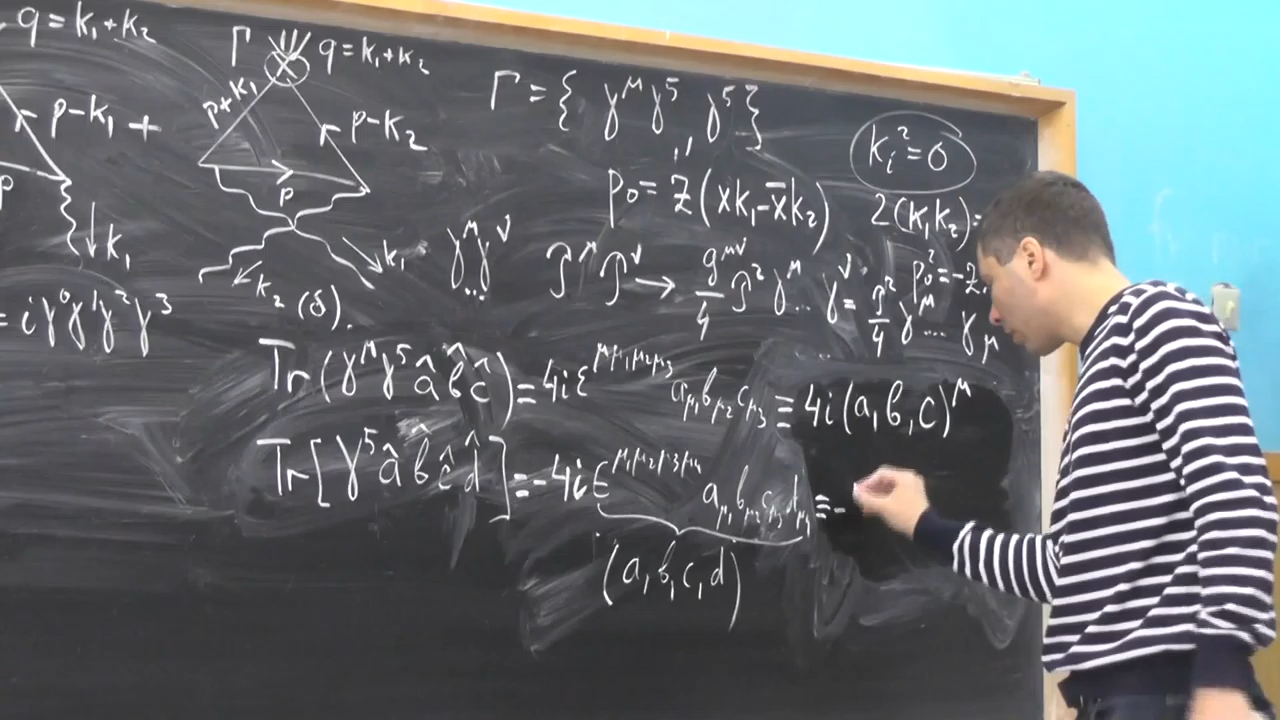 q = k₁ + k₂
Γ q = k₁ + k₂
p + k₁
p - k₁ +
p - k₂
p
p
k₁
k₁
k₂ (δ).
= iγ⁰γ¹γ²γ³
Γ = { γ^μ γ⁵, γ⁵ }
k_i² = 0
p₀ = z(xk₁ - x̄k₂)
2(k₁k₂) =
p₀² = -z
γ^μ...γ^ν
p^μ p^ν → g^{μν}/4 p² γ^μ...γ^ν = p²/4 γ^μ...γ_μ
Tr(γ^μ γ⁵ â b̂ ĉ) = 4iε^{μμ₁μ₂μ₃} a_{μ₁} b_{μ₂} c_{μ₃} ≡ 4i(a, b, c)^μ
Tr[γ⁵ â b̂ ĉ d̂] = -4iε^{μ₁μ₂μ₃μ₄} a_{μ₁} b_{μ₂} c_{μ₃} d_{μ₄} ≡ -
(a, b, c, d)